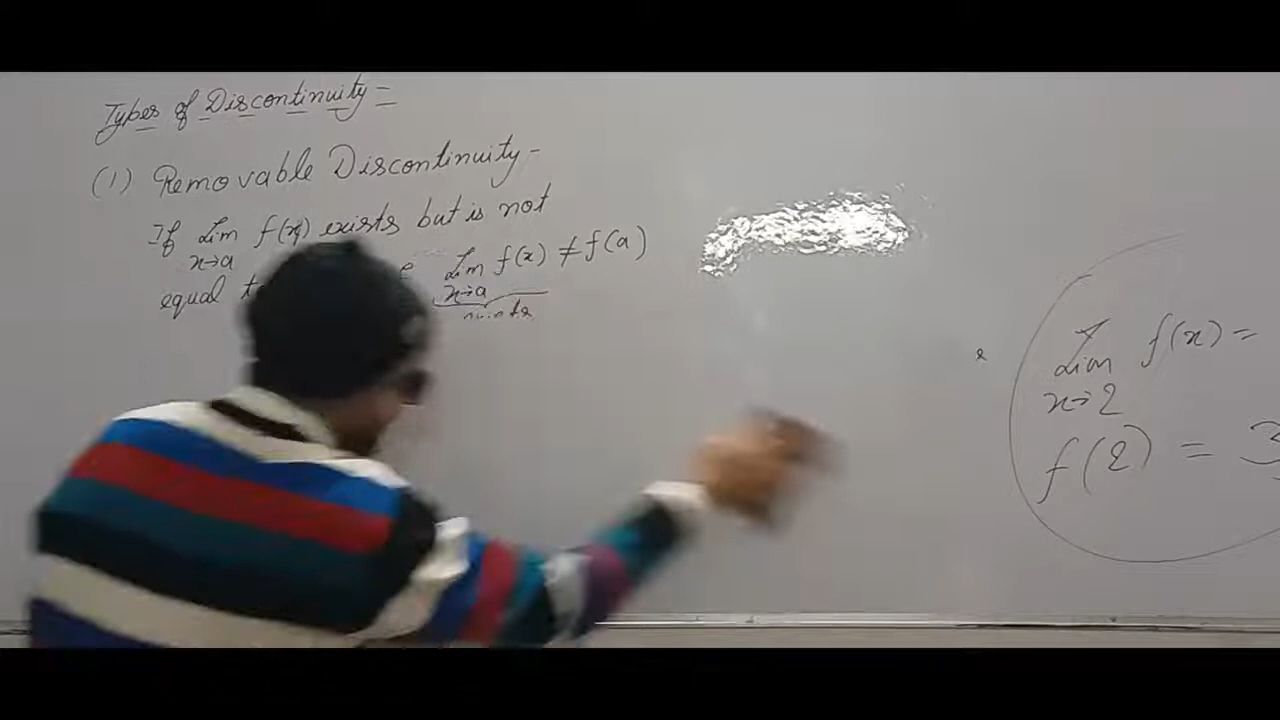 Types of Discontinuity =
(1) Removable Discontinuity -
If Lim f(x) exists but is not
x→a
equal Lim f(x) ≠ f(a)
x→a
Lim f(x) =
x→2
f(2) = 3